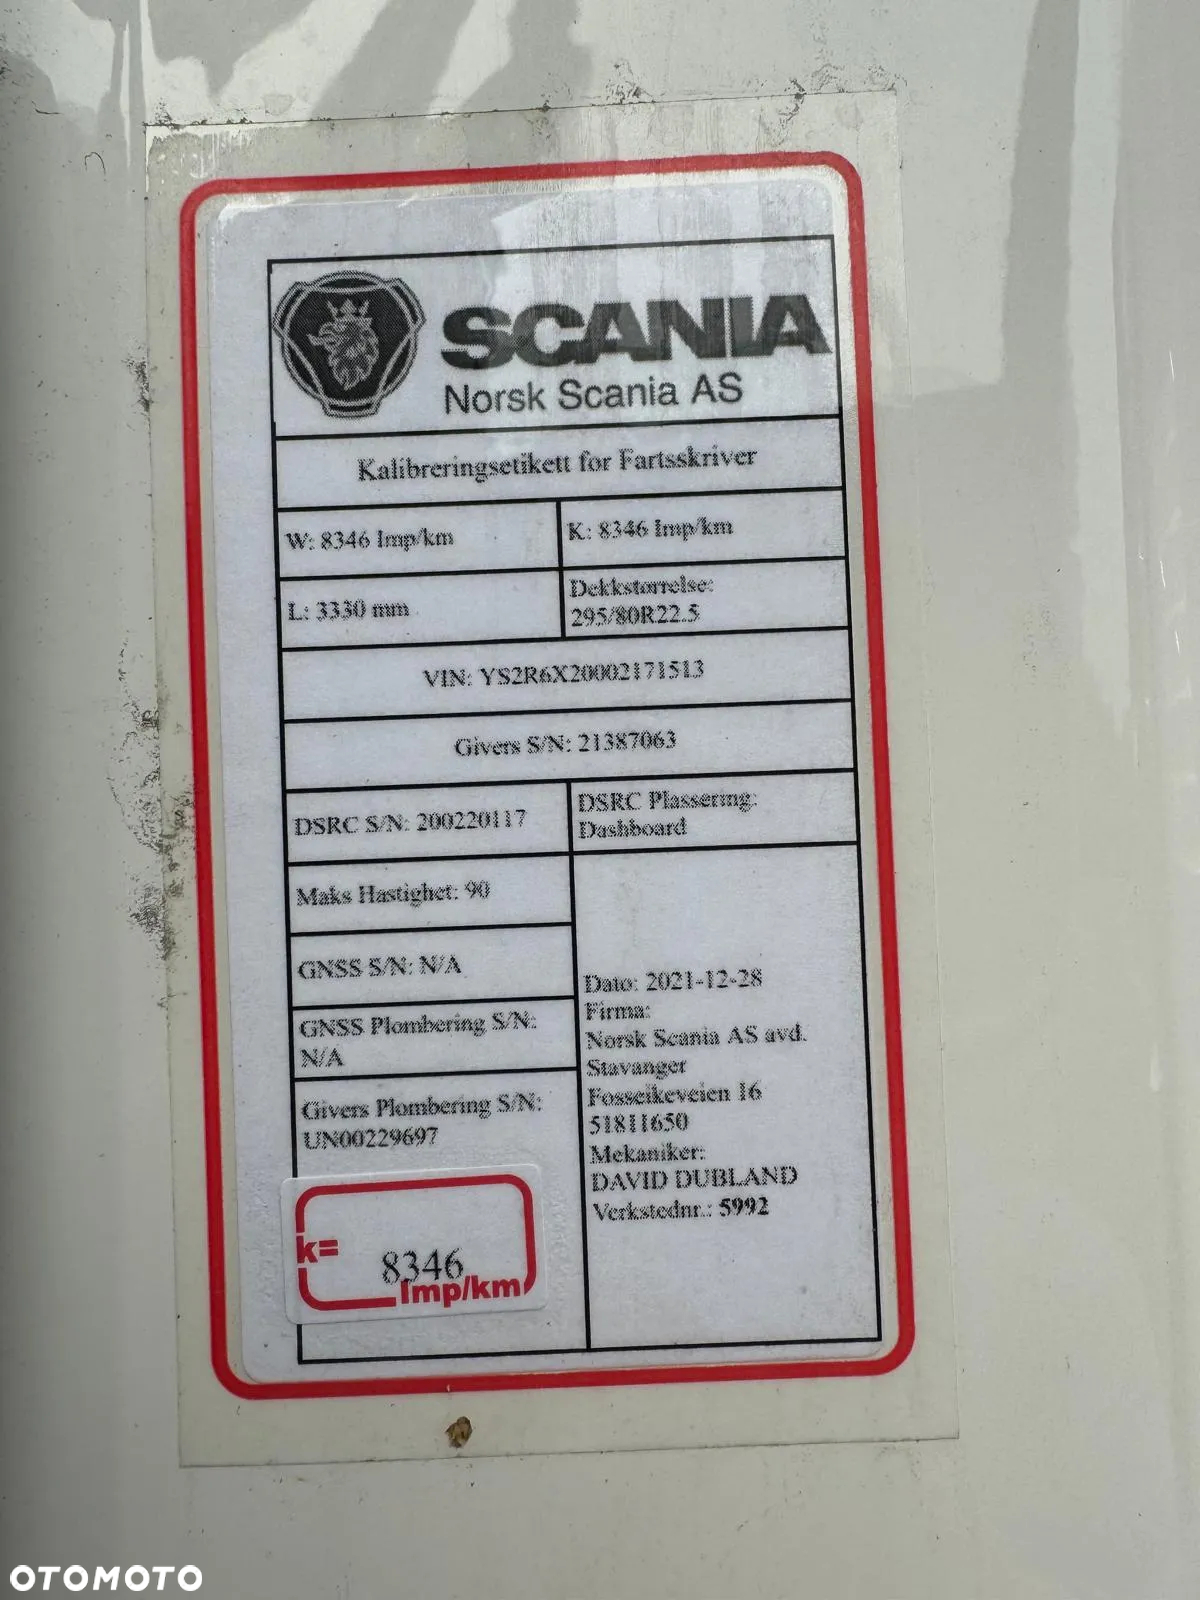 SCANIA
Norsk Scania AS
Kalibreringsetikett for Fartsskriver
W: 8346 Imp/km
K: 8346 Imp/km
L: 3330 mm
Dekkstørrelse:
295/80R22.5
VIN: YS2R6X20002171513
Givers S/N: 21387063
DSRC S/N: 200220117
DSRC Plassering:
Dashboard
Maks Hastighet: 90
GNSS S/N: N/A
GNSS Plombering S/N:
N/A
Givers Plombering S/N:
UN00229697
k=
8346
Imp/km
Dato: 2021-12-28
Firma:
Norsk Scania AS avd.
Stavanger
Fosseikeveien 16
51811650
Mekaniker:
DAVID DUBLAND
Verkstednr.: 5992
OTOMOTO